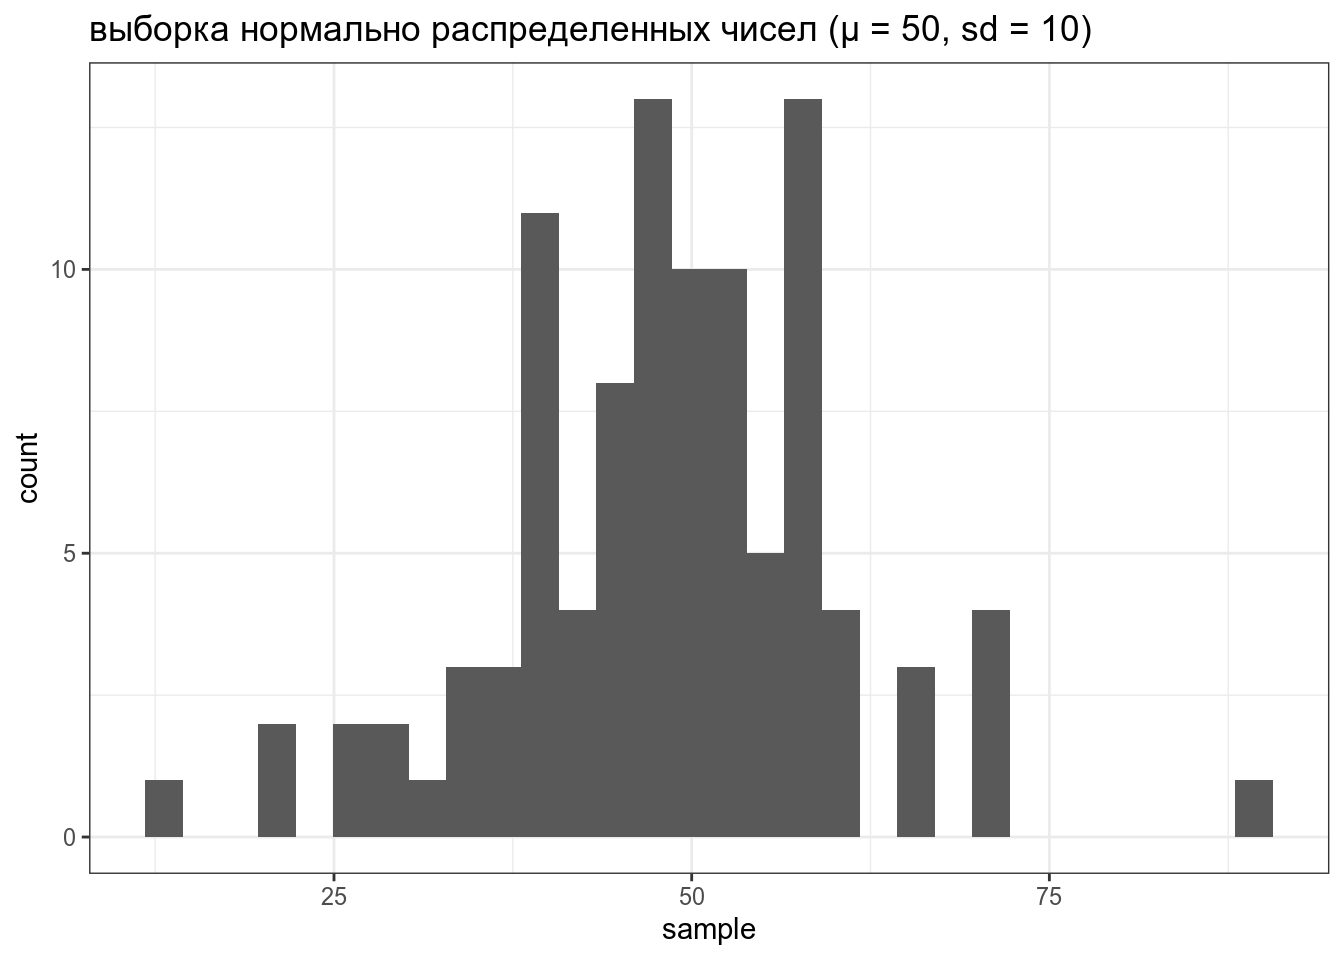 выборка нормально распределенных чисел (μ = 50, sd = 10)
count
10
5
0
25 50 75
sample